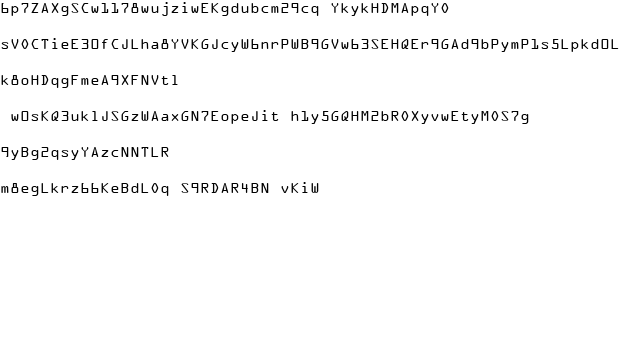 6p7ZAXgSCw1178wujziwEKgdubcm29cq YkykHDMApqY0
sV0CTieE3OfCJLha8YVKGJcyW6nrPWB9GVw63SEHQEr9GAd9bPymP1s5LpkdOL
k8oHDqgFmeA9XFNVtl
wOsKQ3uklJSGzWAaxGN7EopeJit h1y5GQHM2bR0XyvwEtyM0S7g
9yBg2qsyYAzcNNTLR
m8egLkrz66KeBdL0q S9RDAR4BN vKiW